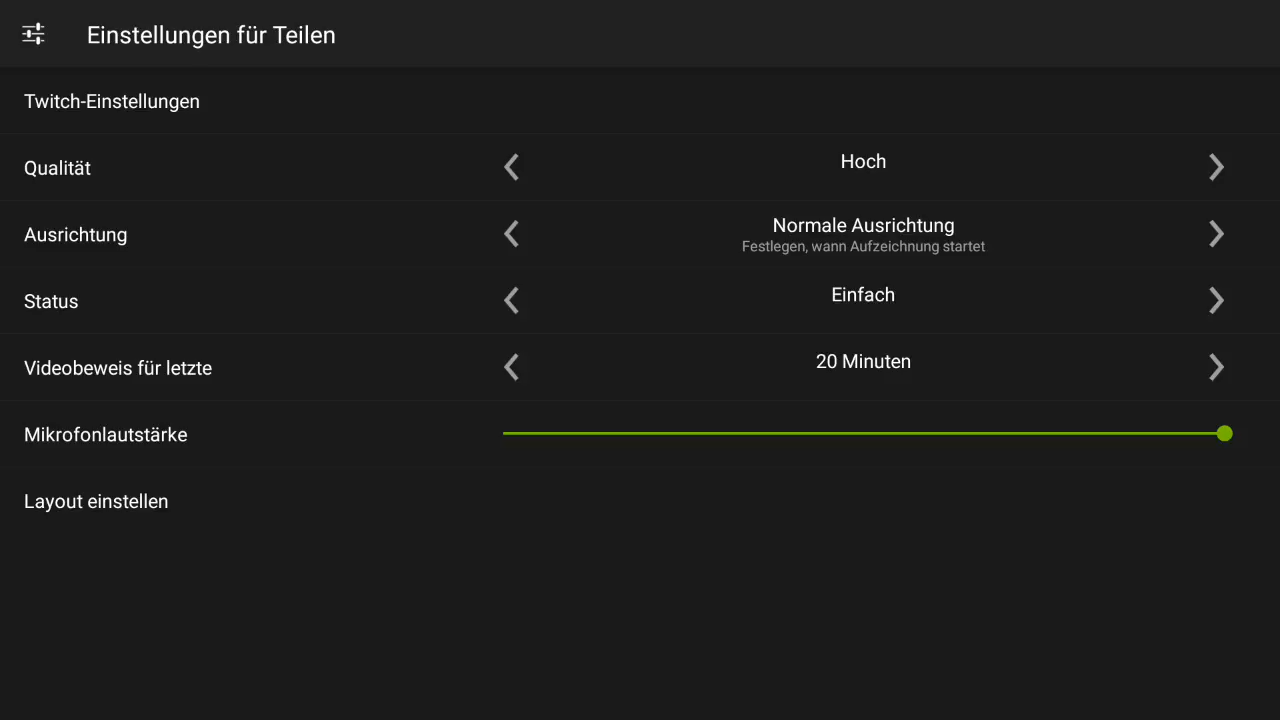 Einstellungen für Teilen
Twitch-Einstellungen
Qualität
Hoch
Ausrichtung
Normale Ausrichtung
Festlegen, wann Aufzeichnung startet
Status
Einfach
Videobeweis für letzte
20 Minuten
Mikrofonlautstärke
Layout einstellen